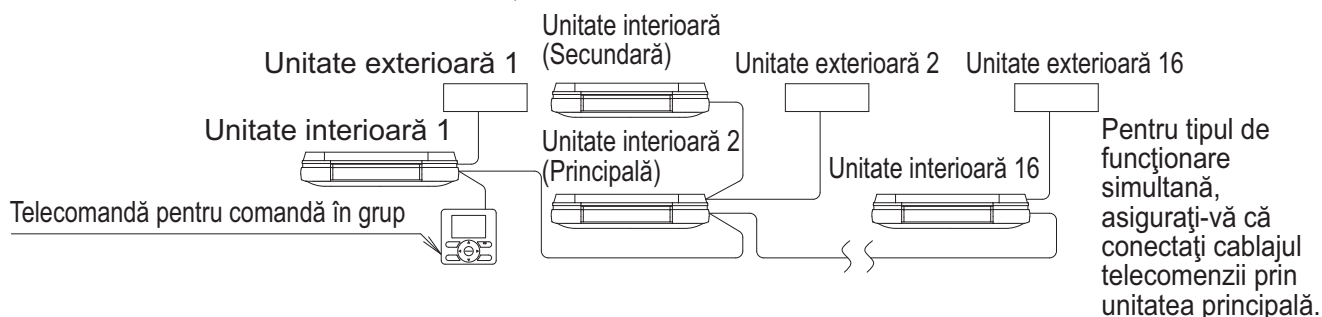 Unitate interioară
(Secundară)
Unitate exterioară 1
Unitate exterioară 2
Unitate exterioară 16
Unitate interioară 1
Unitate interioară 2
(Principală)
Unitate interioară 16
Telecomandă pentru comandă în grup
Pentru tipul de
funcţionare
simultană,
asiguraţi-vă că
conectaţi cablajul
telecomenzii prin
unitatea principală.